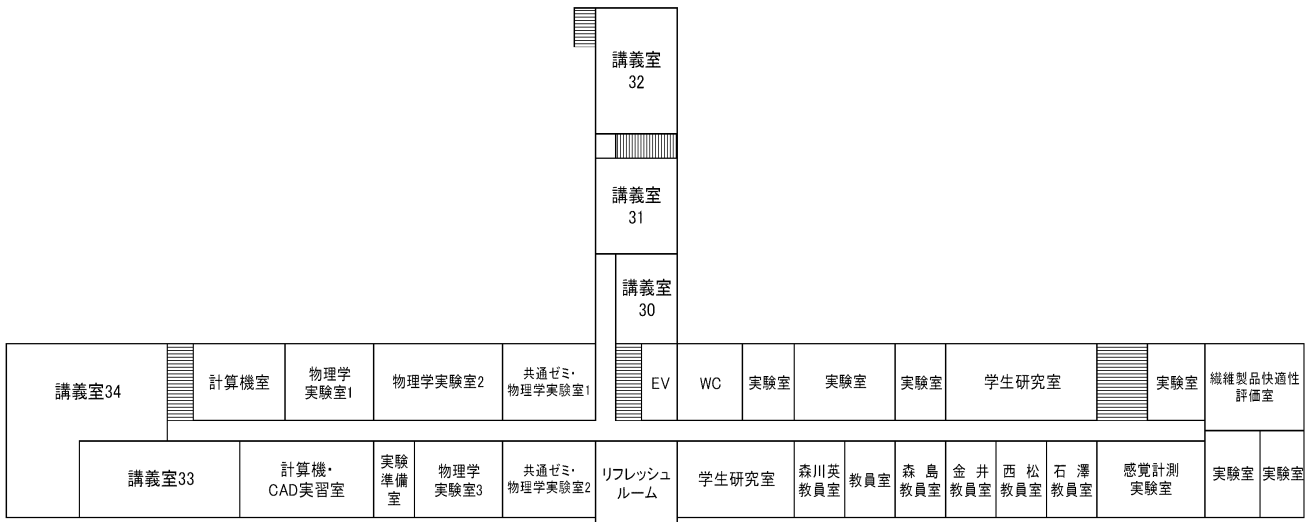 講義室
32
講義室
31
講義室
30
講義室34
計算機室
物理学
実験室1
物理学実験室2
共通ゼミ・
物理学実験室1
EV
WC
実験室
実験室
実験室
学生研究室
実験室
繊維製品快適性
評価室
講義室33
計算機・
CAD実習室
実験
準備
室
物理学
実験室3
共通ゼミ・
物理学実験室2
リフレッシュ
ルーム
学生研究室
森川英
教員室
教員室
森 島
教員室
金 井
教員室
西 松
教員室
石 澤
教員室
感覚計測
実験室
実験室
実験室